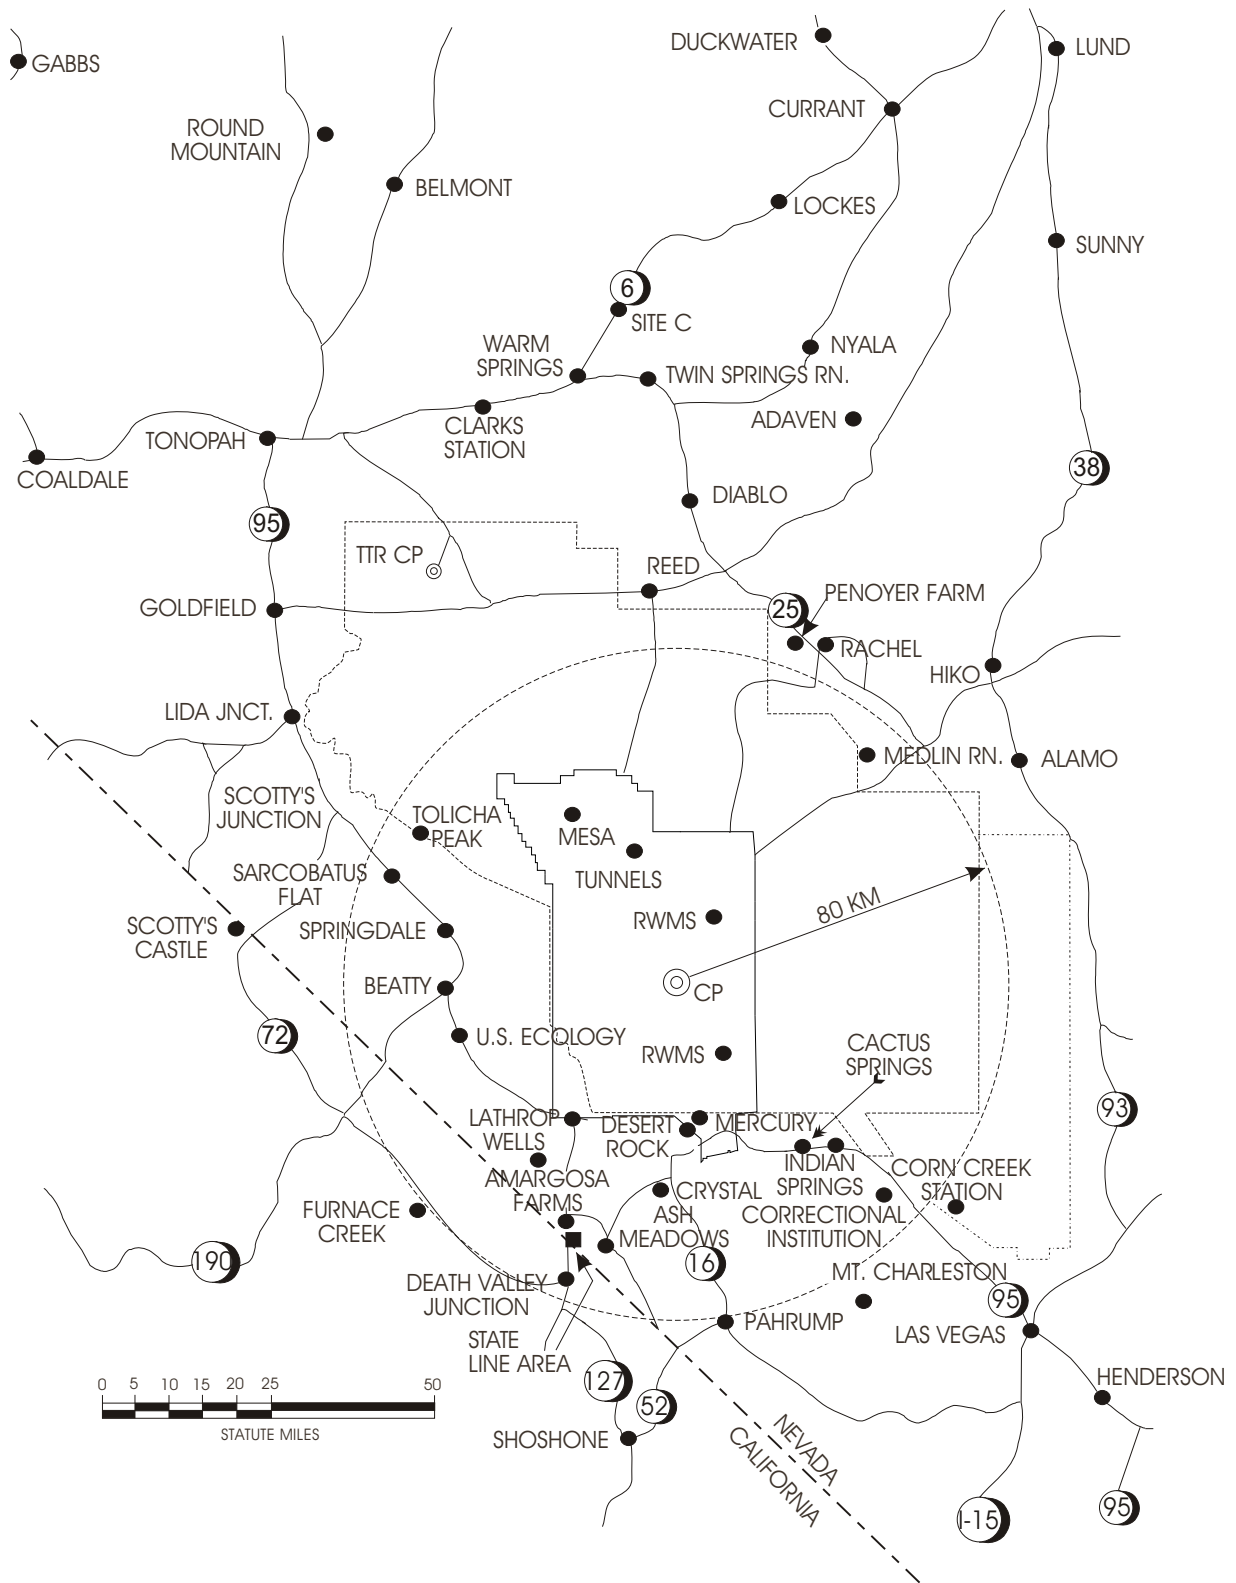 DUCKWATER
LUND
GABBS
CURRANT
ROUND
MOUNTAIN
BELMONT
LOCKES
SUNNY
6
SITE C
WARM
SPRINGS
NYALA
TWIN SPRINGS RN.
ADAVEN
CLARKS
STATION
TONOPAH
COALDALE
38
DIABLO
95
TTR CP
REED
GOLDFIELD
25
PENOYER FARM
RACHEL
HIKO
LIDA JNCT.
MEDLIN RN.
ALAMO
SCOTTY'S
JUNCTION
TOLICHA
PEAK
MESA
TUNNELS
SARCOBATUS
FLAT
80 KM
RWMS
SCOTTY'S
CASTLE
SPRINGDALE
BEATTY
CP
72
U.S. ECOLOGY
RWMS
CACTUS
SPRINGS
93
LATHROP
WELLS
DESERT
ROCK
MERCURY
INDIAN
SPRINGS
CORN CREEK
STATION
AMARGOSA
FARMS
CRYSTAL
ASH
MEADOWS
CORRECTIONAL
INSTITUTION
FURNACE
CREEK
190
16
MT. CHARLESTON
DEATH VALLEY
JUNCTION
95
PAHRUMP
LAS VEGAS
STATE
LINE AREA
127
52
HENDERSON
0 5 10 15 20 25 50
STATUTE MILES
SHOSHONE
NEVADA
CALIFORNIA
I-15
95